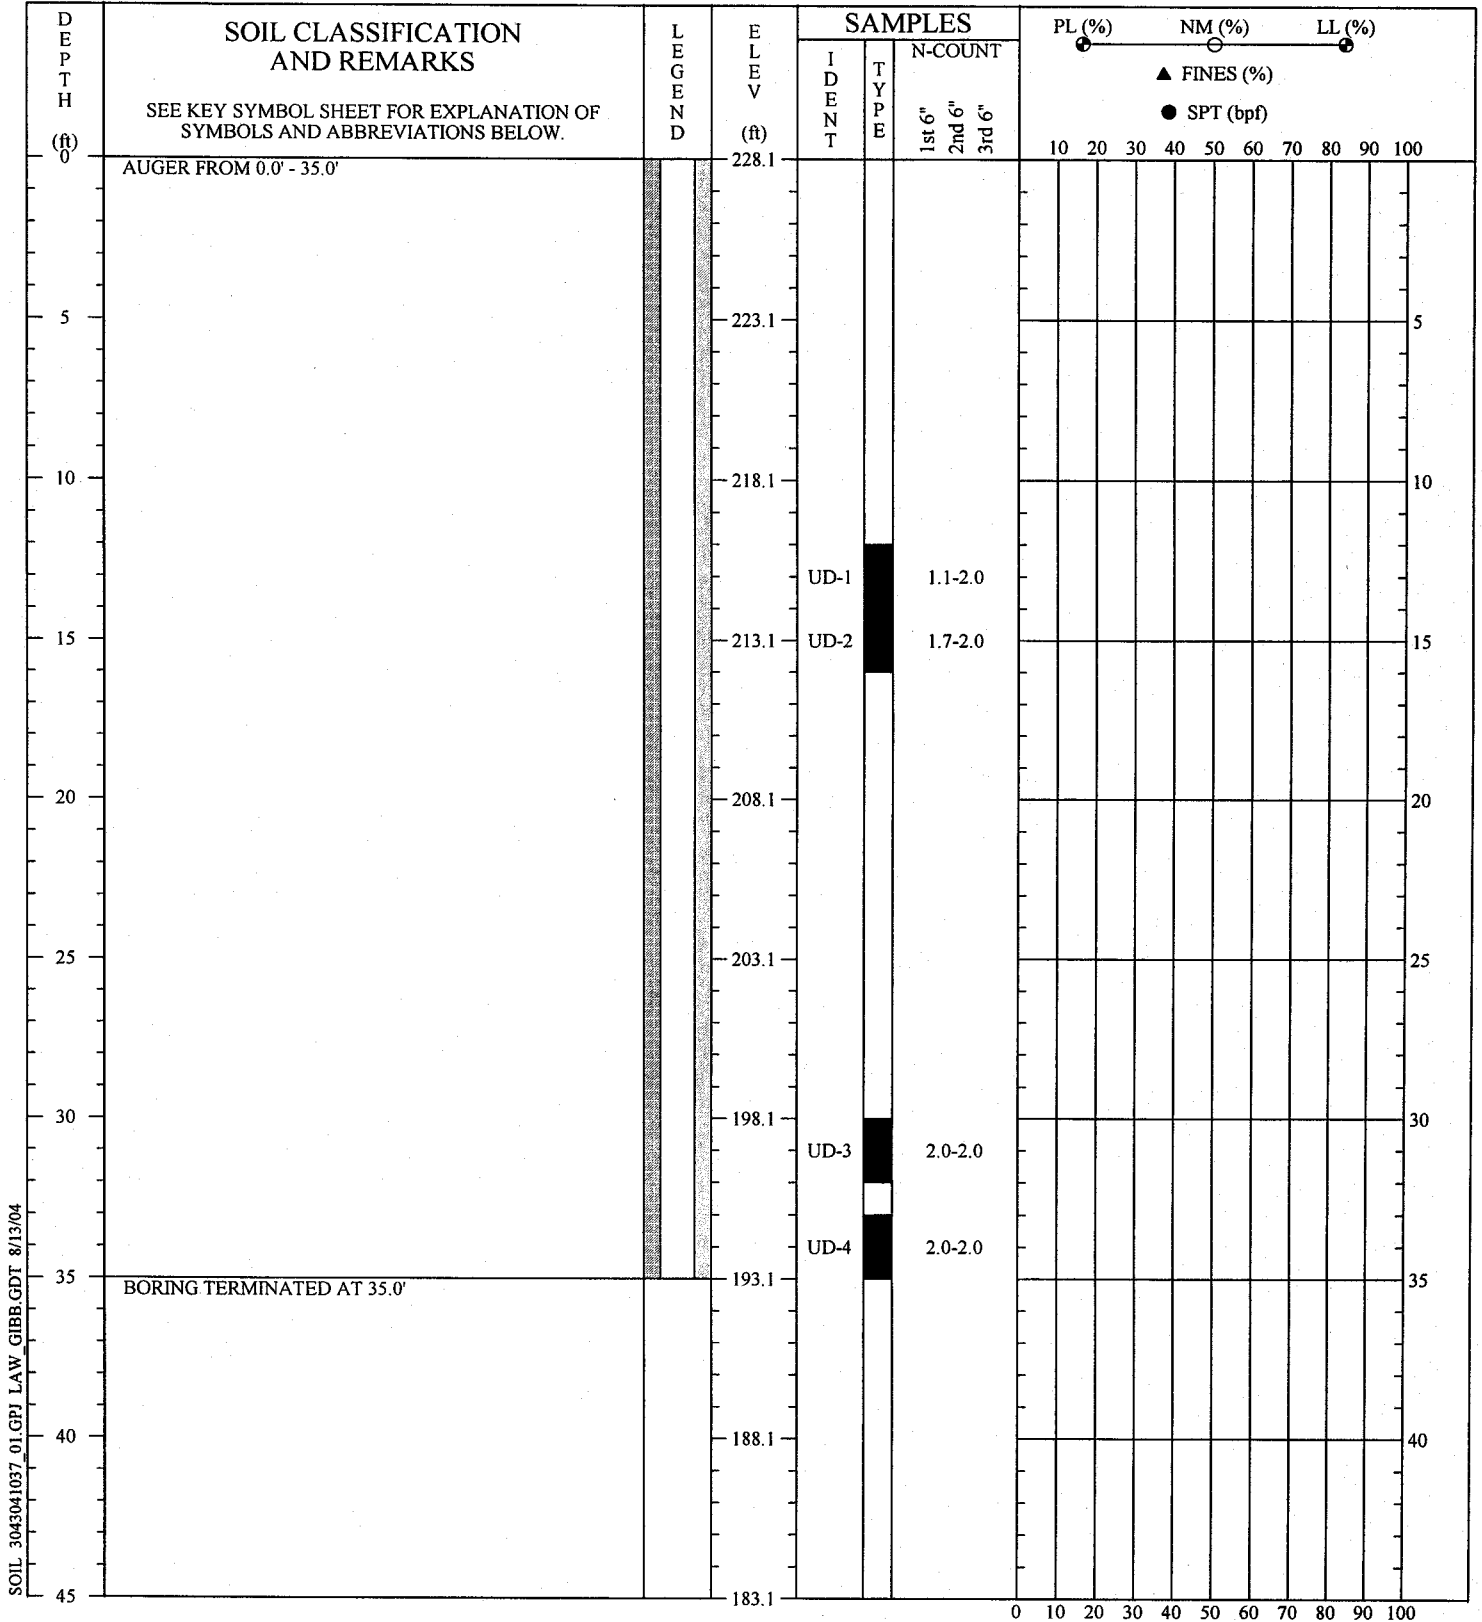 DEPTH
(ft)
SOIL CLASSIFICATION
AND REMARKS
SEE KEY SYMBOL SHEET FOR EXPLANATION OF
SYMBOLS AND ABBREVIATIONS BELOW.
LEGEND
ELEV
(ft)
SAMPLES
IDENT
TYPE
N-COUNT
1st 6"
2nd 6"
3rd 6"
PL (%) NM (%) LL (%)
FINES (%)
SPT (bpf)
10 20 30 40 50 60 70 80 90 100
0 228.1
AUGER FROM 0.0' - 35.0'
5 223.1 5
10 218.1 10
UD-1 1.1-2.0
15 213.1 UD-2 1.7-2.0 15
20 208.1 20
25 203.1 25
30 198.1 30
UD-3 2.0-2.0
UD-4 2.0-2.0
35 193.1 35
BORING TERMINATED AT 35.0'
40 188.1 40
45 183.1
0 10 20 30 40 50 60 70 80 90 100
SOIL 3043041037_01.GPJ LAW_GIBB.GDT 8/13/04